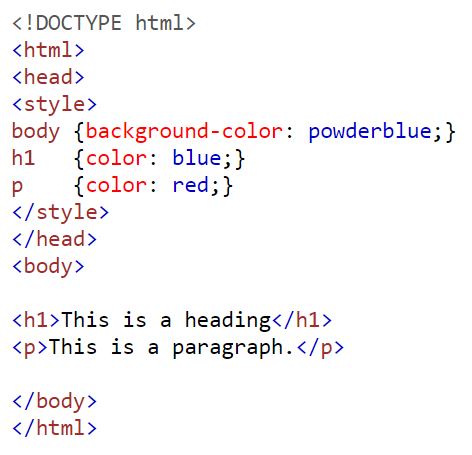 <!DOCTYPE html>
<html>
<head>
<style>
body {background-color: powderblue;}
h1   {color: blue;}
p    {color: red;}
</style>
</head>
<body>

<h1>This is a heading</h1>
<p>This is a paragraph.</p>

</body>
</html>